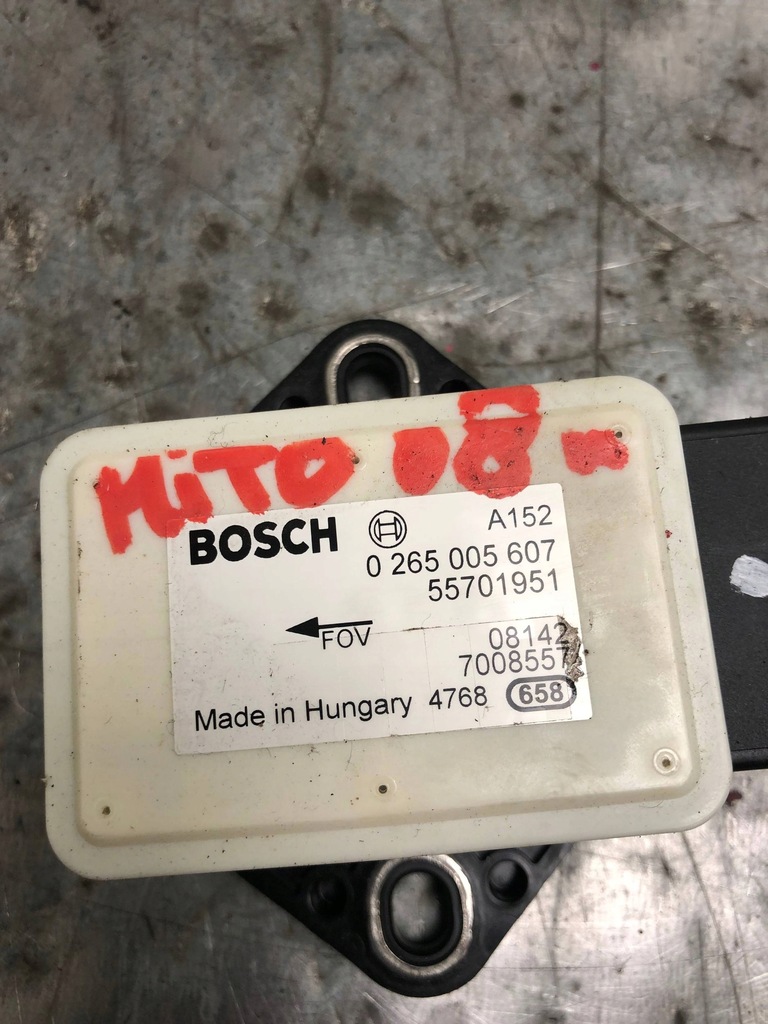 MiTO 08
BOSCH A152
0 265 005 607
55701951
FOV
08142
7008557
Made in Hungary 4768 658